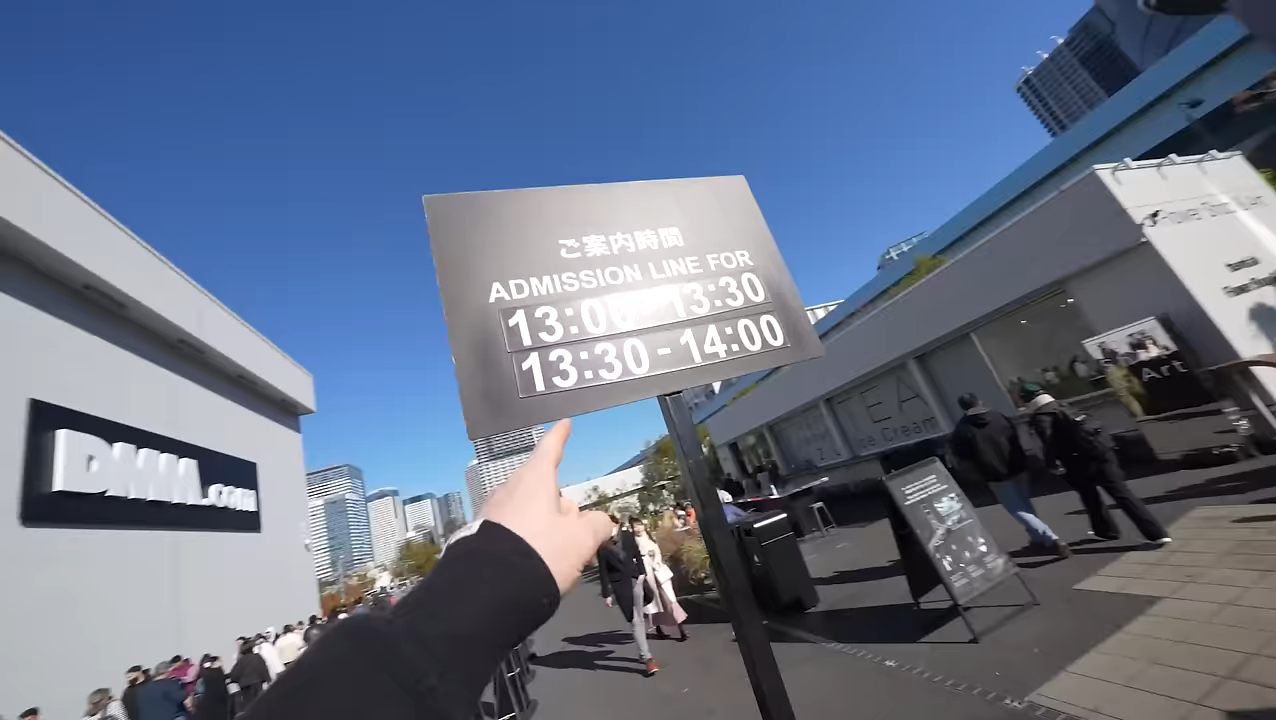 ご案内時間
ADMISSION LINE FOR
13:00 - 13:30
13:30 - 14:00
DMM.com
TEA
Ice Cream
Art